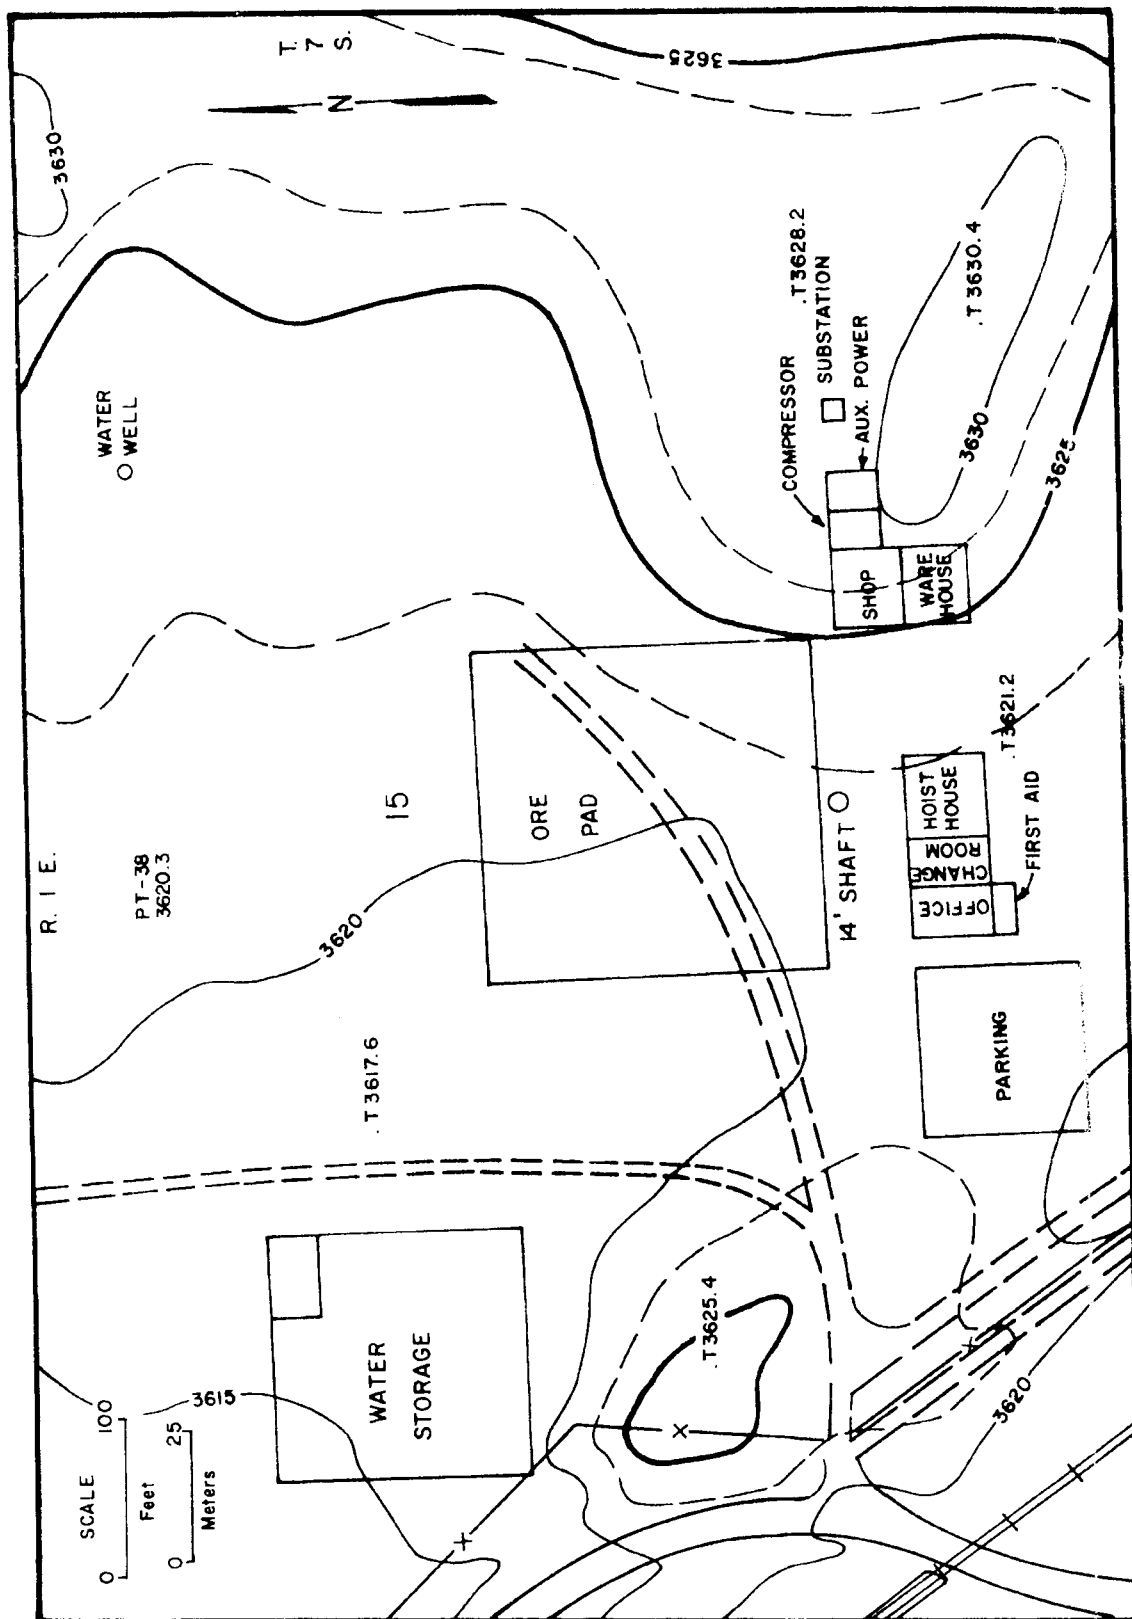 SCALE
0 100
Feet
0 25
Meters
R. 1 E.
T.
7
S.
N
3630
3625
WATER
WELL
PT-38
3620.3
15
3620
.T3617.6
3615
WATER
STORAGE
ORE
PAD
.T3625.4
COMPRESSOR
.T3628.2
SUBSTATION
AUX. POWER
.T3630.4
3630
3625
SHOP
WARE
HOUSE
14' SHAFT
.T3621.2
HOIST
HOUSE
CHANGE
ROOM
OFFICE
FIRST AID
PARKING
3620